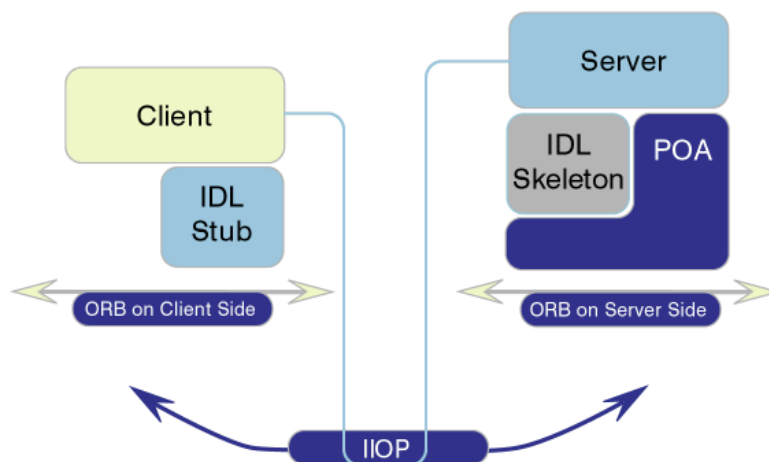 Server
Client
IDL
Skeleton
POA
IDL
Stub
ORB on Client Side
ORB on Server Side
IIOP